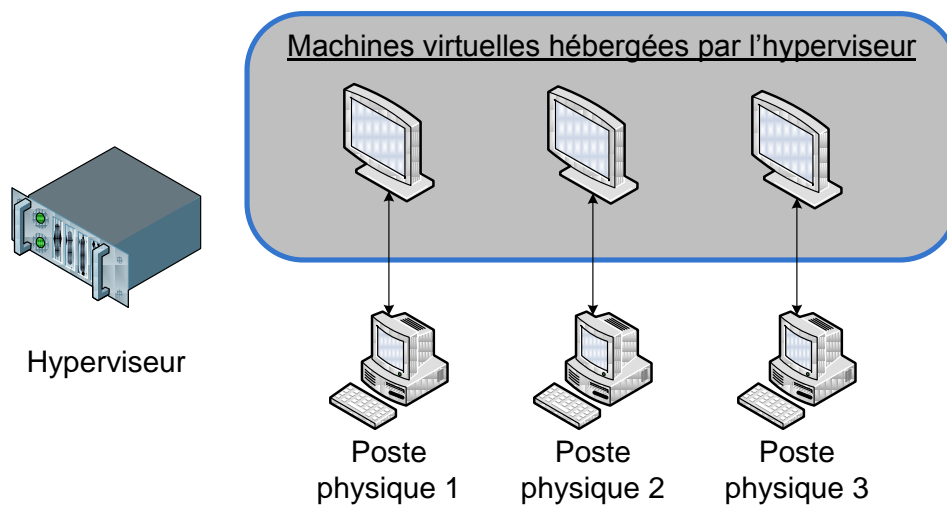 Machines virtuelles hébergées par l’hyperviseur
Hyperviseur
Poste
physique 1
Poste
physique 2
Poste
physique 3